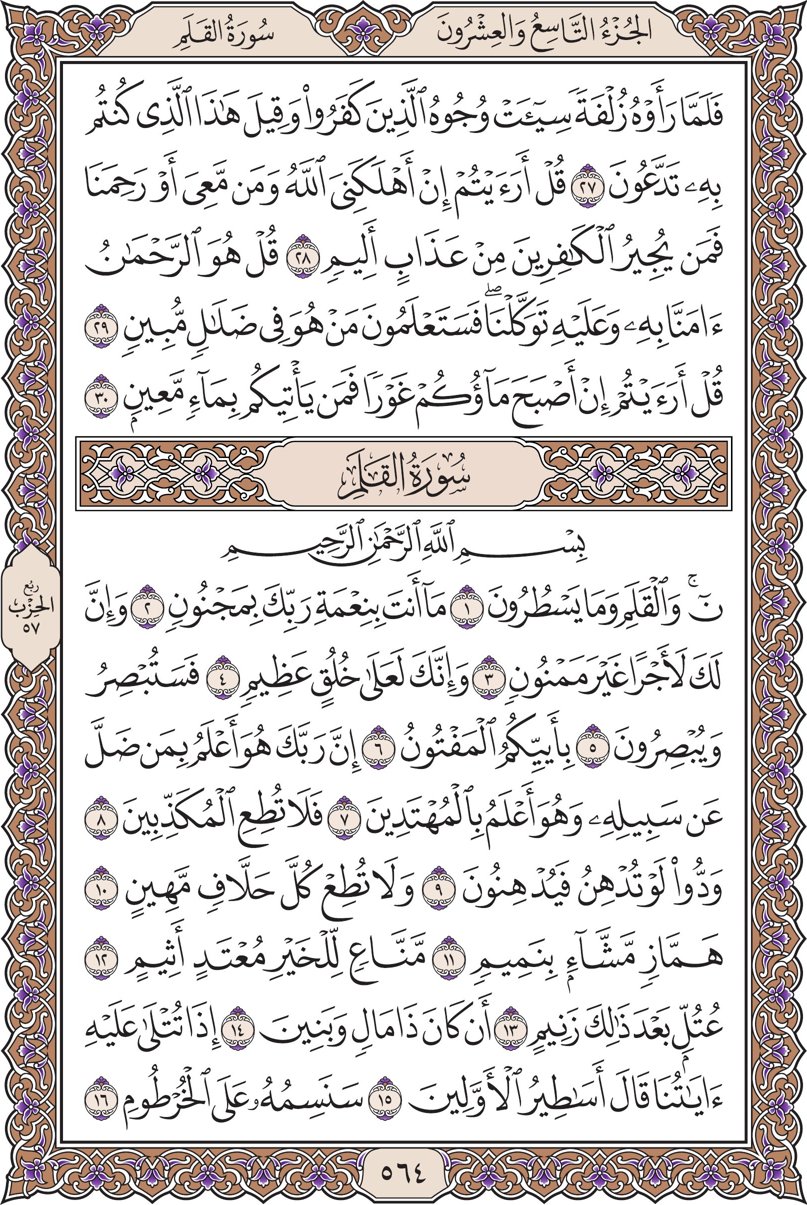 الجُزْءُ التَّاسِعُ وَالعِشْرُونَ
سُورَةُ القَلَمِ
فَلَمَّا رَأَوْهُ زُلْفَةً سِيٓـَٔتْ وُجُوهُ ٱلَّذِينَ كَفَرُوا۟ وَقِيلَ هَٰذَا ٱلَّذِى كُنتُم
بِهِۦ تَدَّعُونَ ٢٧ قُلْ أَرَءَيْتُمْ إِنْ أَهْلَكَنِىَ ٱللَّهُ وَمَن مَّعِىَ أَوْ رَحِمَنَا
فَمَن يُجِيرُ ٱلْكَٰفِرِينَ مِنْ عَذَابٍ أَلِيمٍ ٢٨ قُلْ هُوَ ٱلرَّحْمَٰنُ
ءَامَنَّا بِهِۦ وَعَلَيْهِ تَوَكَّلْنَا ۖ فَسَتَعْلَمُونَ مَنْ هُوَ فِى ضَلَٰلٍ مُّبِينٍ ٢٩
قُلْ أَرَءَيْتُمْ إِنْ أَصْبَحَ مَآؤُكُمْ غَوْرًا فَمَن يَأْتِيكُم بِمَآءٍ مَّعِينٍۭ ٣٠
سُورَةُ القَلَمِ
بِسْمِ ٱللَّهِ ٱلرَّحْمَٰنِ ٱلرَّحِيمِ
نٓ ۚ وَٱلْقَلَمِ وَمَا يَسْطُرُونَ ١ مَآ أَنتَ بِنِعْمَةِ رَبِّكَ بِمَجْنُونٍ ٢ وَإِنَّ
لَكَ لَأَجْرًا غَيْرَ مَمْنُونٍ ٣ وَإِنَّكَ لَعَلَىٰ خُلُقٍ عَظِيمٍ ٤ فَسَتُبْصِرُ
وَيُبْصِرُونَ ٥ بِأَييِّكُمُ ٱلْمَفْتُونُ ٦ إِنَّ رَبَّكَ هُوَ أَعْلَمُ بِمَن ضَلَّ
عَن سَبِيلِهِۦ وَهُوَ أَعْلَمُ بِٱلْمُهْتَدِينَ ٧ فَلَا تُطِعِ ٱلْمُكَذِّبِينَ ٨
وَدُّوا۟ لَوْ تُدْهِنُ فَيُدْهِنُونَ ٩ وَلَا تُطِعْ كُلَّ حَلَّافٍ مَّهِينٍ ١٠
هَمَّازٍ مَّشَّآءٍۭ بِنَمِيمٍ ١١ مَّنَّاعٍ لِّلْخَيْرِ مُعْتَدٍ أَثِيمٍ ١٢
عُتُلٍّۭ بَعْدَ ذَٰلِكَ زَنِيمٍ ١٣ أَن كَانَ ذَا مَالٍ وَبَنِينَ ١٤ إِذَا تُتْلَىٰ عَلَيْهِ
ءَايَٰتُنَا قَالَ أَسَٰطِيرُ ٱلْأَوَّلِينَ ١٥ سَنَسِمُهُۥ عَلَى ٱلْخُرْطُومِ ١٦
رُبُع
الحِزْب
٥٧
٥٦٤